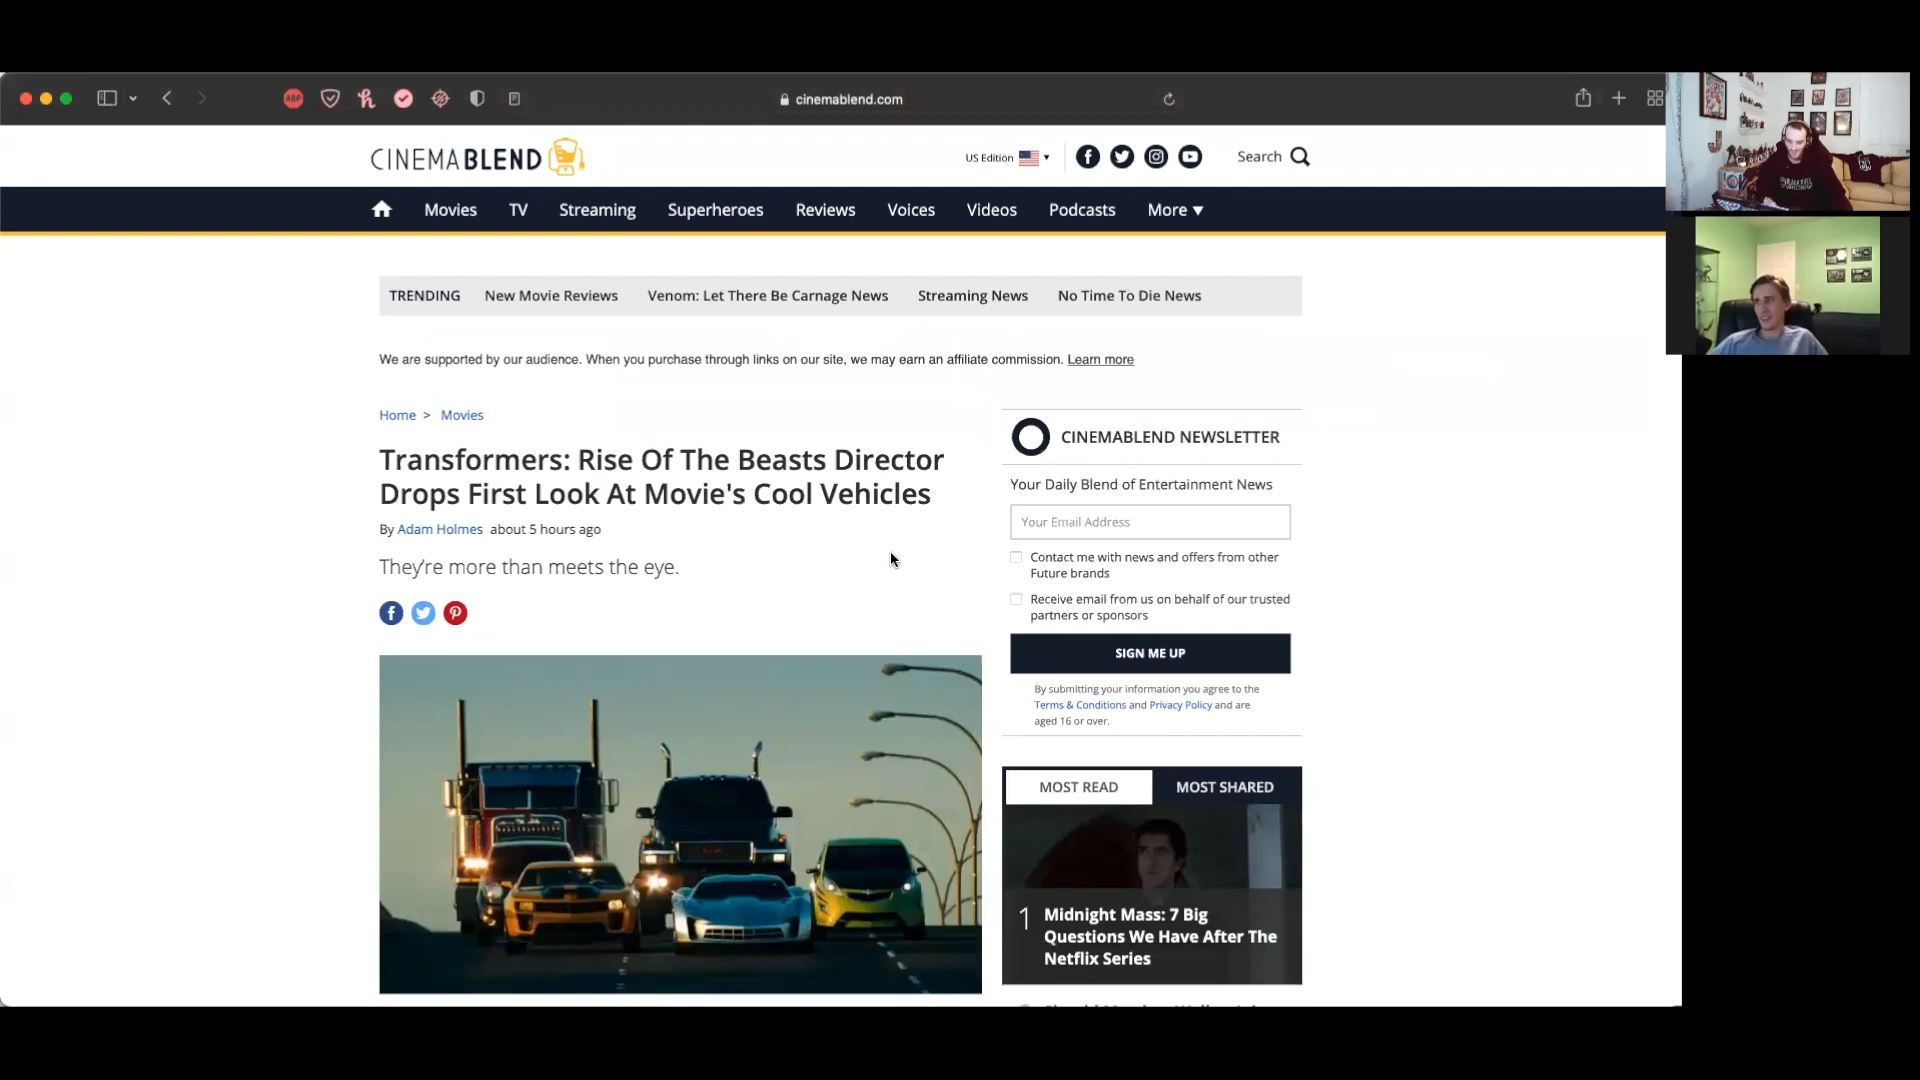 cinemablend.com
ABP
CINEMABLEND
US Edition
Search
Movies TV Streaming Superheroes Reviews Voices Videos Podcasts More
TRENDING New Movie Reviews Venom: Let There Be Carnage News Streaming News No Time To Die News
We are supported by our audience. When you purchase through links on our site, we may earn an affiliate commission. Learn more
Home > Movies
Transformers: Rise Of The Beasts Director
Drops First Look At Movie's Cool Vehicles
By Adam Holmes about 5 hours ago
They're more than meets the eye.
CINEMABLEND NEWSLETTER
Your Daily Blend of Entertainment News
Your Email Address
Contact me with news and offers from other
Future brands
Receive email from us on behalf of our trusted
partners or sponsors
SIGN ME UP
By submitting your information you agree to the
Terms & Conditions and Privacy Policy and are
aged 16 or over.
MOST READ MOST SHARED
1 Midnight Mass: 7 Big
Questions We Have After The
Netflix Series